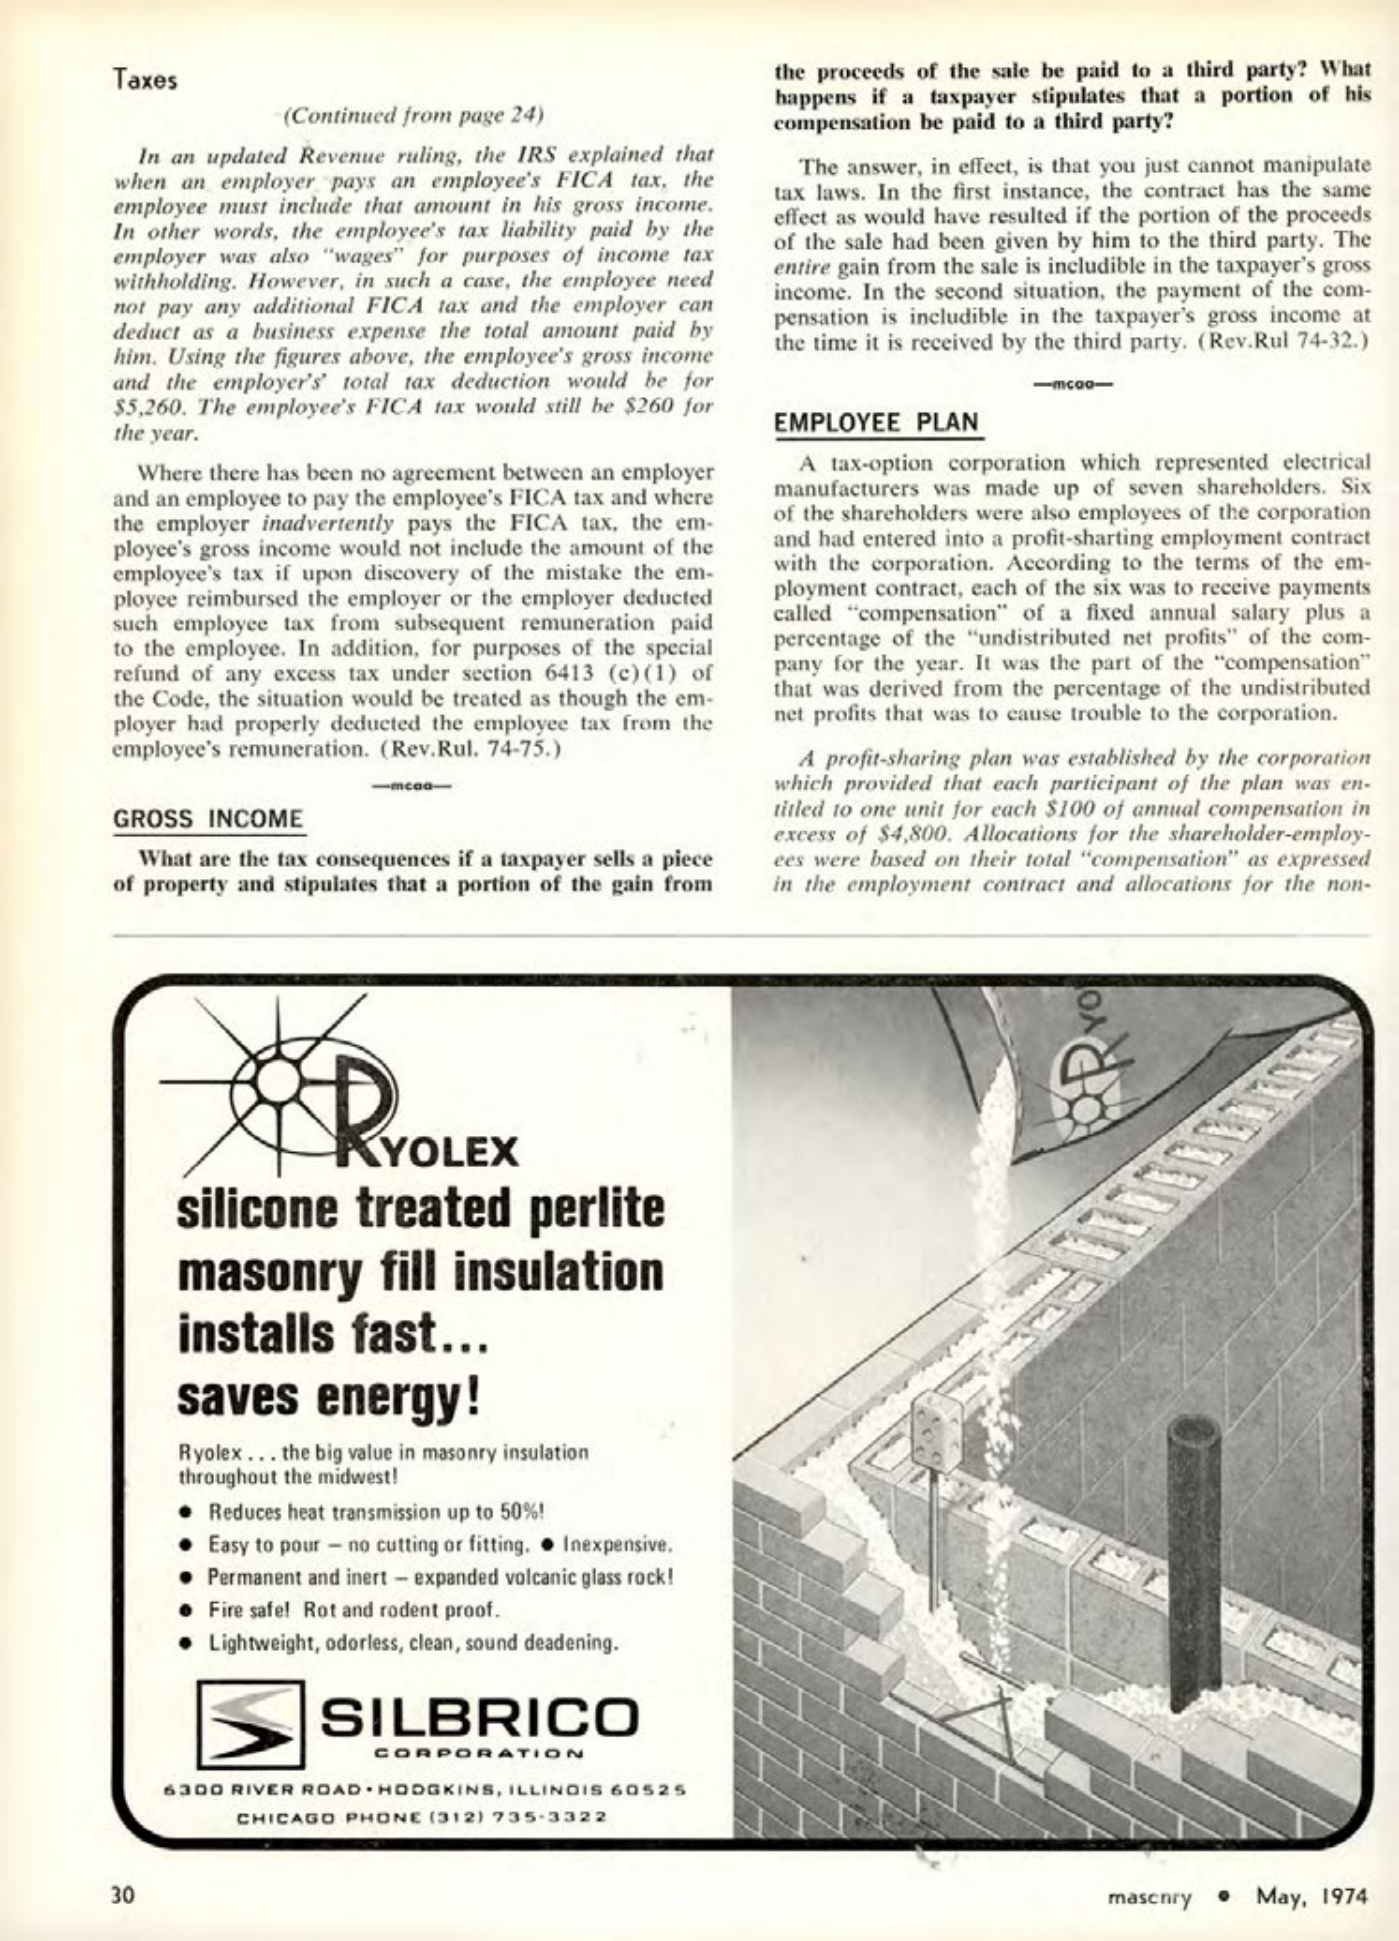 Taxes
(Continued from page 24)
In an updated Revenue ruling, the IRS explained that
when an employer pays an employee's FICA tax, the
employee must include that amount in his gross income.
In other words, the employee's tax liability paid by the
employer was also "wages" for purposes of income tax
withholding. However, in such a case, the employee need
not pay any additional FICA tax and the employer can
deduct as a business expense the total amount paid by
him. Using the figures above, the employee's gross income
and the employer's' total tax deduction would be for
$5,260. The employee's FICA tax would still be $260 for
the year.
Where there has been no agreement between an employer
and an employee to pay the employee's FICA tax and where
the employer inadvertently pays the FICA tax, the em-
ployee's gross income would not include the amount of the
employee's tax if upon discovery of the mistake the em-
ployee reimbursed the employer or the employer deducted
such employee tax from subsequent remuneration paid
to the employee. In addition, for purposes of the special
refund of any excess tax under section 6413 (c)(1) of
the Code, the situation would be treated as though the em-
ployer had properly deducted the employee tax from the
employee's remuneration. (Rev.Rul. 74-75.)
—mcaa—
GROSS INCOME
What are the tax consequences if a taxpayer sells a piece
of property and stipulates that a portion of the gain from
the proceeds of the sale be paid to a third party? What
happens if a taxpayer stipulates that a portion of his
compensation be paid to a third party?
The answer, in effect, is that you just cannot manipulate
tax laws. In the first instance, the contract has the same
effect as would have resulted if the portion of the proceeds
of the sale had been given by him to the third party. The
entire gain from the sale is includible in the taxpayer's gross
income. In the second situation, the payment of the com-
pensation is includible in the taxpayer's gross income at
the time it is received by the third party. (Rev.Rul 74-32.)
—mcaa—
EMPLOYEE PLAN
A tax-option corporation which represented electrical
manufacturers was made up of seven shareholders. Six
of the shareholders were also employees of the corporation
and had entered into a profit-sharting employment contract
with the corporation. According to the terms of the em-
ployment contract, each of the six was to receive payments
called "compensation" of a fixed annual salary plus a
percentage of the "undistributed net profits" of the com-
pany for the year. It was the part of the "compensation"
that was derived from the percentage of the undistributed
net profits that was to cause trouble to the corporation.
A profit-sharing plan was established by the corporation
which provided that each participant of the plan was en-
titled to one unit for each $100 of annual compensation in
excess of $4,800. Allocations for the shareholder-employ-
ees were based on their total "compensation" as expressed
in the employment contract and allocations for the non-
RYOLEX
silicone treated perlite
masonry fill insulation
installs fast...
saves energy!
Ryolex ... the big value in masonry insulation
throughout the midwest!
● Reduces heat transmission up to 50%!
● Easy to pour – no cutting or fitting. ● Inexpensive.
● Permanent and inert – expanded volcanic glass rock!
● Fire safe! Rot and rodent proof.
● Lightweight, odorless, clean, sound deadening.
SILBRICO
CORPORATION
6300 RIVER ROAD • HODGKINS, ILLINOIS 60525
CHICAGO PHONE (312) 735-3322
RYO
30
masonry • May, 1974